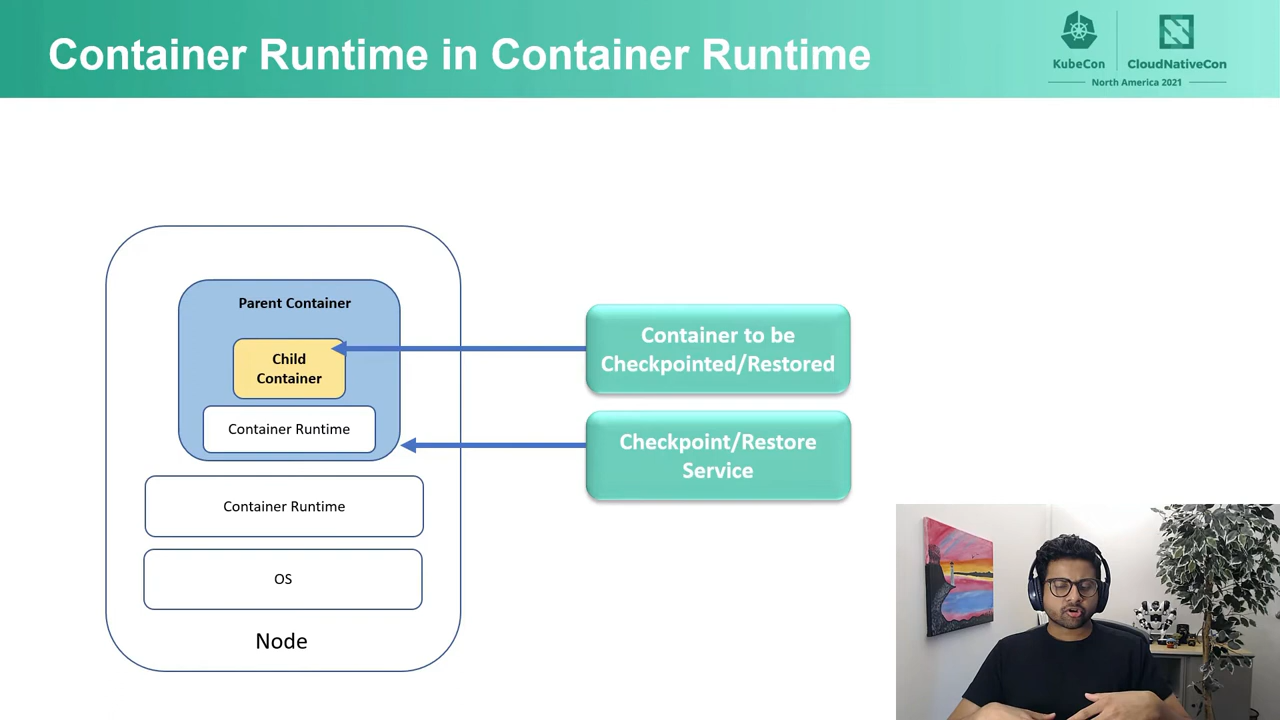 Container Runtime in Container Runtime
KubeCon
CloudNativeCon
North America 2021
Parent Container
Child
Container
Container Runtime
Container Runtime
OS
Node
Container to be
Checkpointed/Restored
Checkpoint/Restore
Service